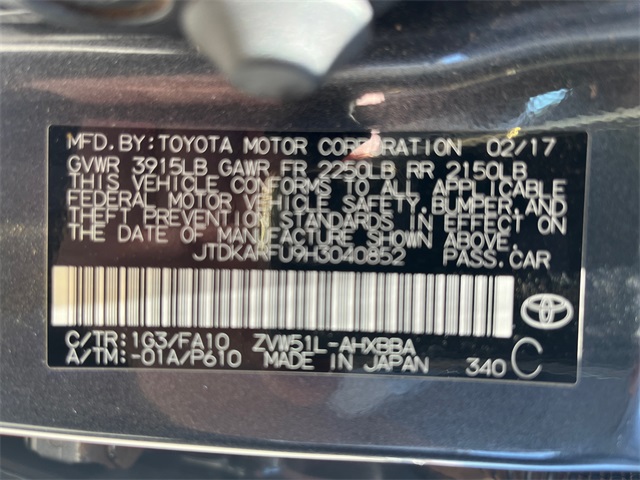 MFD.BY:TOYOTA MOTOR CORPORATION 02/17
GVWR 3915LB GAWR FR 2250LB RR 2150LB
THIS VEHICLE CONFORMS TO ALL APPLICABLE
FEDERAL MOTOR VEHICLE SAFETY, BUMPER AND
THEFT PREVENTION STANDARDS IN EFFECT ON
THE DATE OF MANUFACTURE SHOWN ABOVE.
PASS.CAR
C/TR:1G3/FA10 ZVW51L-AHXBBA
A/TM:-01A/P610 MADE IN JAPAN 340 C